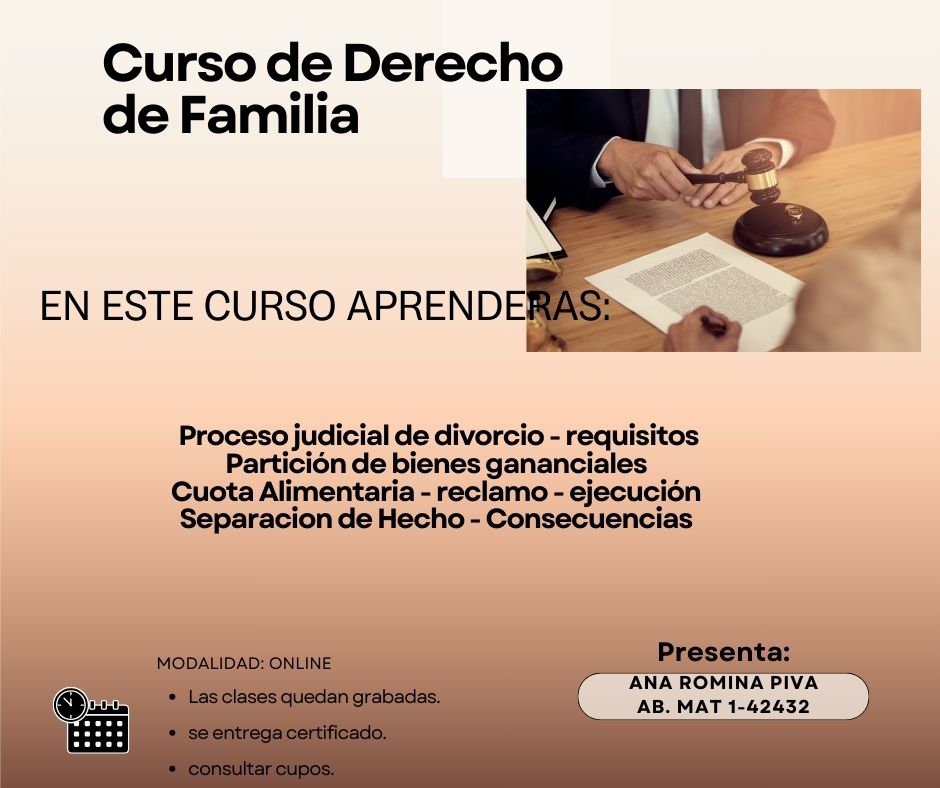 Curso de Derecho
de Familia
EN ESTE CURSO APRENDERAS:
Proceso judicial de divorcio - requisitos
Partición de bienes gananciales
Cuota Alimentaria - reclamo - ejecución
Separacion de Hecho - Consecuencias
MODALIDAD: ONLINE
• Las clases quedan grabadas.
• se entrega certificado.
• consultar cupos.
Presenta:
ANA ROMINA PIVA
AB. MAT 1-42432